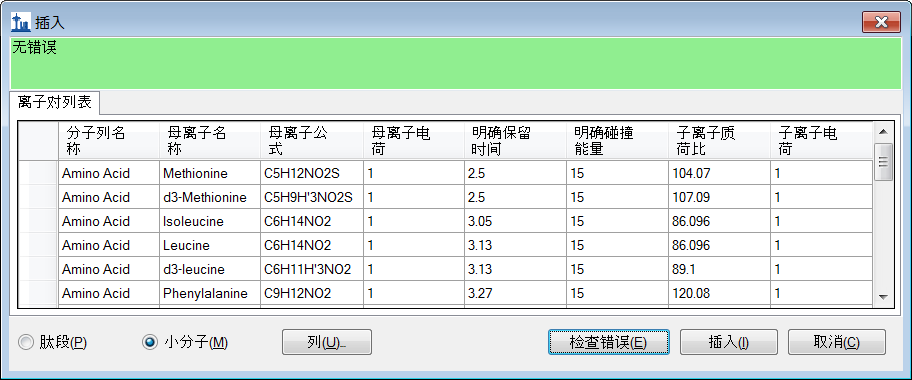 插入
无错误
离子对列表
分子列名称 母离子名称 母离子公式 母离子电荷 明确保留时间 明确碰撞能量 子离子质荷比 子离子电荷
Amino Acid Methionine C5H12NO2S 1 2.5 15 104.07 1
Amino Acid d3-Methionine C5H9H'3NO2S 1 2.5 15 107.09 1
Amino Acid Isoleucine C6H14NO2 1 3.05 15 86.096 1
Amino Acid Leucine C6H14NO2 1 3.13 15 86.096 1
Amino Acid d3-leucine C6H11H'3NO2 1 3.13 15 89.1 1
Amino Acid Phenylalanine C9H12NO2 1 3.27 15 120.08 1
肽段(P) 小分子(M) 列(U)... 检查错误(E) 插入(I) 取消(C)